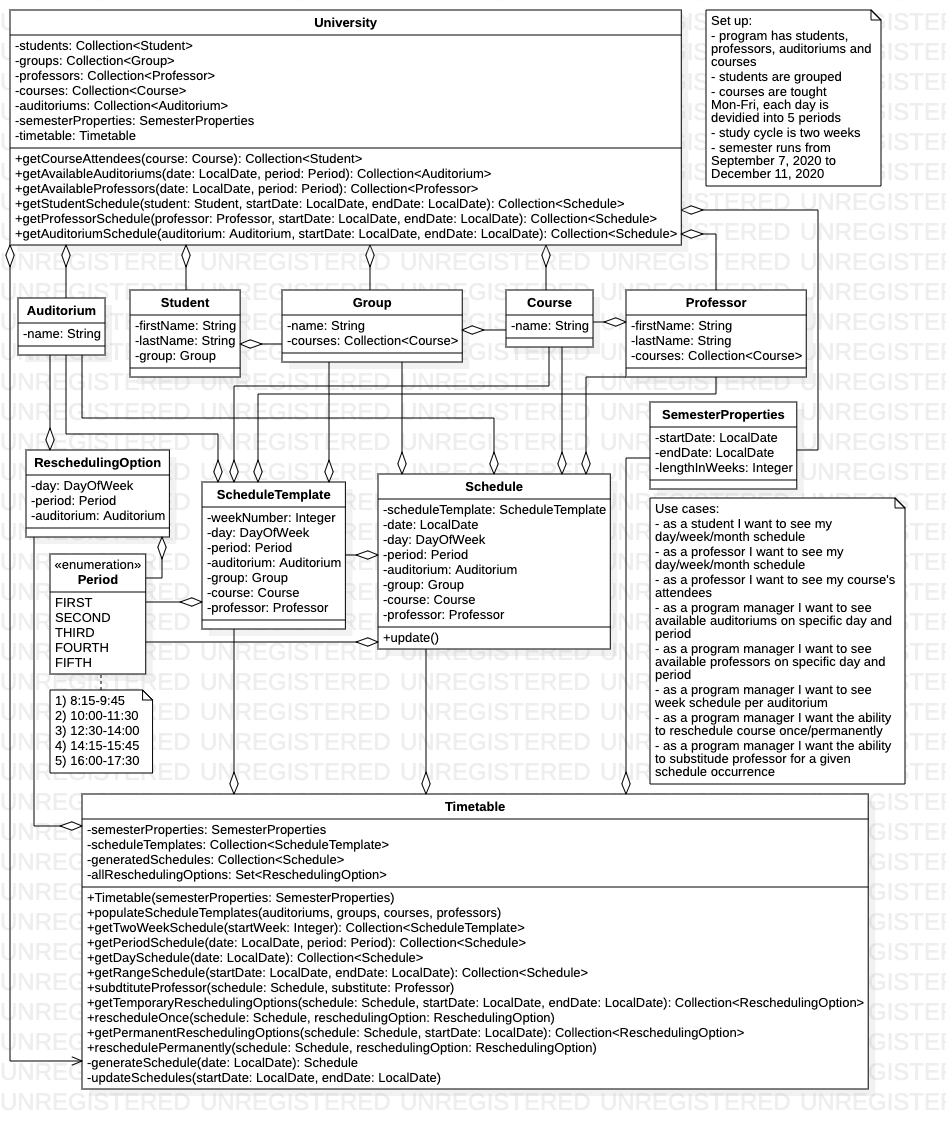 University
-students: Collection<Student>
-groups: Collection<Group>
-professors: Collection<Professor>
-courses: Collection<Course>
-auditoriums: Collection<Auditorium>
-semesterProperties: SemesterProperties
-timetable: Timetable
+getCourseAttendees(course: Course): Collection<Student>
+getAvailableAuditoriums(date: LocalDate, period: Period): Collection<Auditorium>
+getAvailableProfessors(date: LocalDate, period: Period): Collection<Professor>
+getStudentSchedule(student: Student, startDate: LocalDate, endDate: LocalDate): Collection<Schedule>
+getProfessorSchedule(professor: Professor, startDate: LocalDate, endDate: LocalDate): Collection<Schedule>
+getAuditoriumSchedule(auditorium: Auditorium, startDate: LocalDate, endDate: LocalDate): Collection<Schedule>
Set up:
- program has students,
professors, auditoriums and
courses
- students are grouped
- courses are tought
Mon-Fri, each day is
devidied into 5 periods
- study cycle is two weeks
- semester runs from
September 7, 2020 to
December 11, 2020
Auditorium
-name: String
Student
-firstName: String
-lastName: String
-group: Group
Group
-name: String
-courses: Collection<Course>
Course
-name: String
Professor
-firstName: String
-lastName: String
-courses: Collection<Course>
SemesterProperties
-startDate: LocalDate
-endDate: LocalDate
-lengthInWeeks: Integer
ReschedulingOption
-day: DayOfWeek
-period: Period
-auditorium: Auditorium
ScheduleTemplate
-weekNumber: Integer
-day: DayOfWeek
-period: Period
-auditorium: Auditorium
-group: Group
-course: Course
-professor: Professor
Schedule
-scheduleTemplate: ScheduleTemplate
-date: LocalDate
-day: DayOfWeek
-period: Period
-auditorium: Auditorium
-group: Group
-course: Course
-professor: Professor
+update()
Use cases:
- as a student I want to see my
day/week/month schedule
- as a professor I want to see my
day/week/month schedule
- as a professor I want to see my course's
attendees
- as a program manager I want to see
available auditoriums on specific day and
period
- as a program manager I want to see
available professors on specific day and
period
- as a program manager I want to see
week schedule per auditorium
- as a program manager I want the ability
to reschedule course once/permanently
- as a program manager I want the ability
to substitude professor for a given
schedule occurrence
«enumeration»
Period
FIRST
SECOND
THIRD
FOURTH
FIFTH
1) 8:15-9:45
2) 10:00-11:30
3) 12:30-14:00
4) 14:15-15:45
5) 16:00-17:30
Timetable
-semesterProperties: SemesterProperties
-scheduleTemplates: Collection<ScheduleTemplate>
-generatedSchedules: Collection<Schedule>
-allReschedulingOptions: Set<ReschedulingOption>
+Timetable(semesterProperties: SemesterProperties)
+populateScheduleTemplates(auditoriums, groups, courses, professors)
+getTwoWeekSchedule(startWeek: Integer): Collection<ScheduleTemplate>
+getPeriodSchedule(date: LocalDate, period: Period): Collection<Schedule>
+getDaySchedule(date: LocalDate): Collection<Schedule>
+getRangeSchedule(startDate: LocalDate, endDate: LocalDate): Collection<Schedule>
+subdtituteProfessor(schedule: Schedule, substitute: Professor)
+getTemporaryReschedulingOptions(schedule: Schedule, startDate: LocalDate, endDate: LocalDate): Collection<ReschedulingOption>
+rescheduleOnce(schedule: Schedule, reschedulingOption: ReschedulingOption)
+getPermanentReschedulingOptions(schedule: Schedule, startDate: LocalDate): Collection<ReschedulingOption>
+reschedulePermanently(schedule: Schedule, reschedulingOption: ReschedulingOption)
-generateSchedule(date: LocalDate): Schedule
-updateSchedules(startDate: LocalDate, endDate: LocalDate)
UNREGISTERED UNREGISTERED UNREGISTERED UNREGISTERED